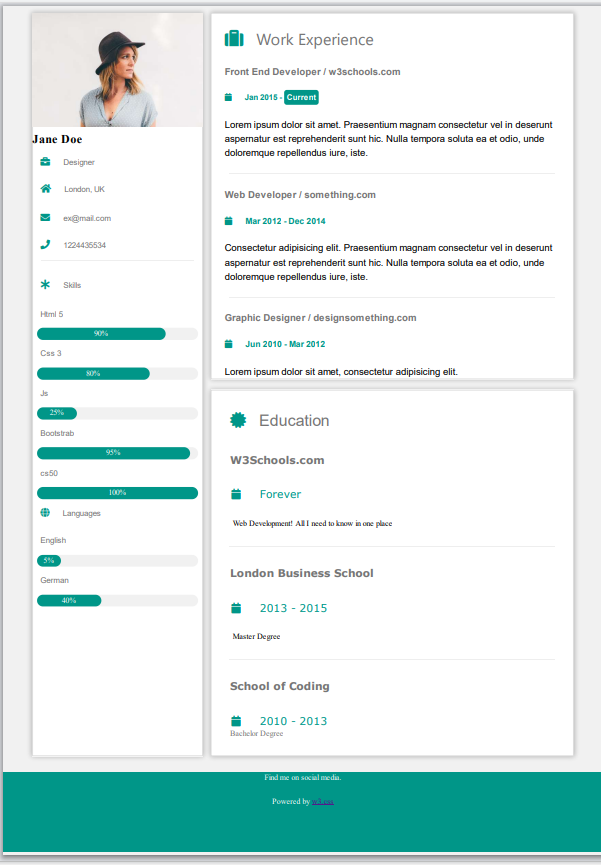 Jane Doe
Designer
London, UK
ex@mail.com
1224435534
Skills
Html 5
90%
Css 3
80%
Js
25%
Bootstrab
95%
cs50
100%
Languages
English
5%
German
40%
Work Experience
Front End Developer / w3schools.com
Jan 2015 - Current
Lorem ipsum dolor sit amet. Praesentium magnam consectetur vel in deserunt
aspernatur est reprehenderit sunt hic. Nulla tempora soluta ea et odio, unde
doloremque repellendus iure, iste.
Web Developer / something.com
Mar 2012 - Dec 2014
Consectetur adipisicing elit. Praesentium magnam consectetur vel in deserunt
aspernatur est reprehenderit sunt hic. Nulla tempora soluta ea et odio, unde
doloremque repellendus iure, iste.
Graphic Designer / designsomething.com
Jun 2010 - Mar 2012
Lorem ipsum dolor sit amet, consectetur adipisicing elit.
Education
W3Schools.com
Forever
Web Development! All I need to know in one place
London Business School
2013 - 2015
Master Degree
School of Coding
2010 - 2013
Bachelor Degree
Find me on social media.
Powered by